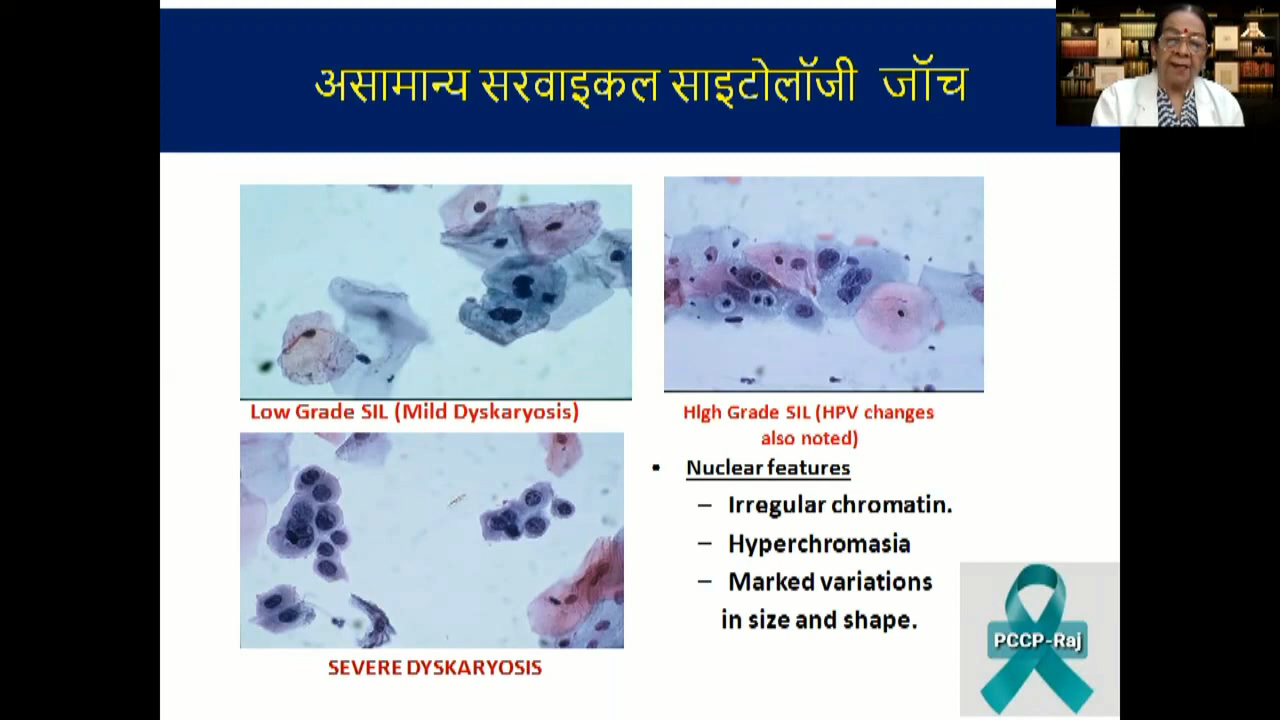 असामान्य सरवाइकल साइटोलॉजी जॉच
Low Grade SIL (Mild Dyskaryosis)
HIgh Grade SIL (HPV changes
also noted)
• Nuclear features
– Irregular chromatin.
– Hyperchromasia
– Marked variations
in size and shape.
SEVERE DYSKARYOSIS
PCCP-Raj